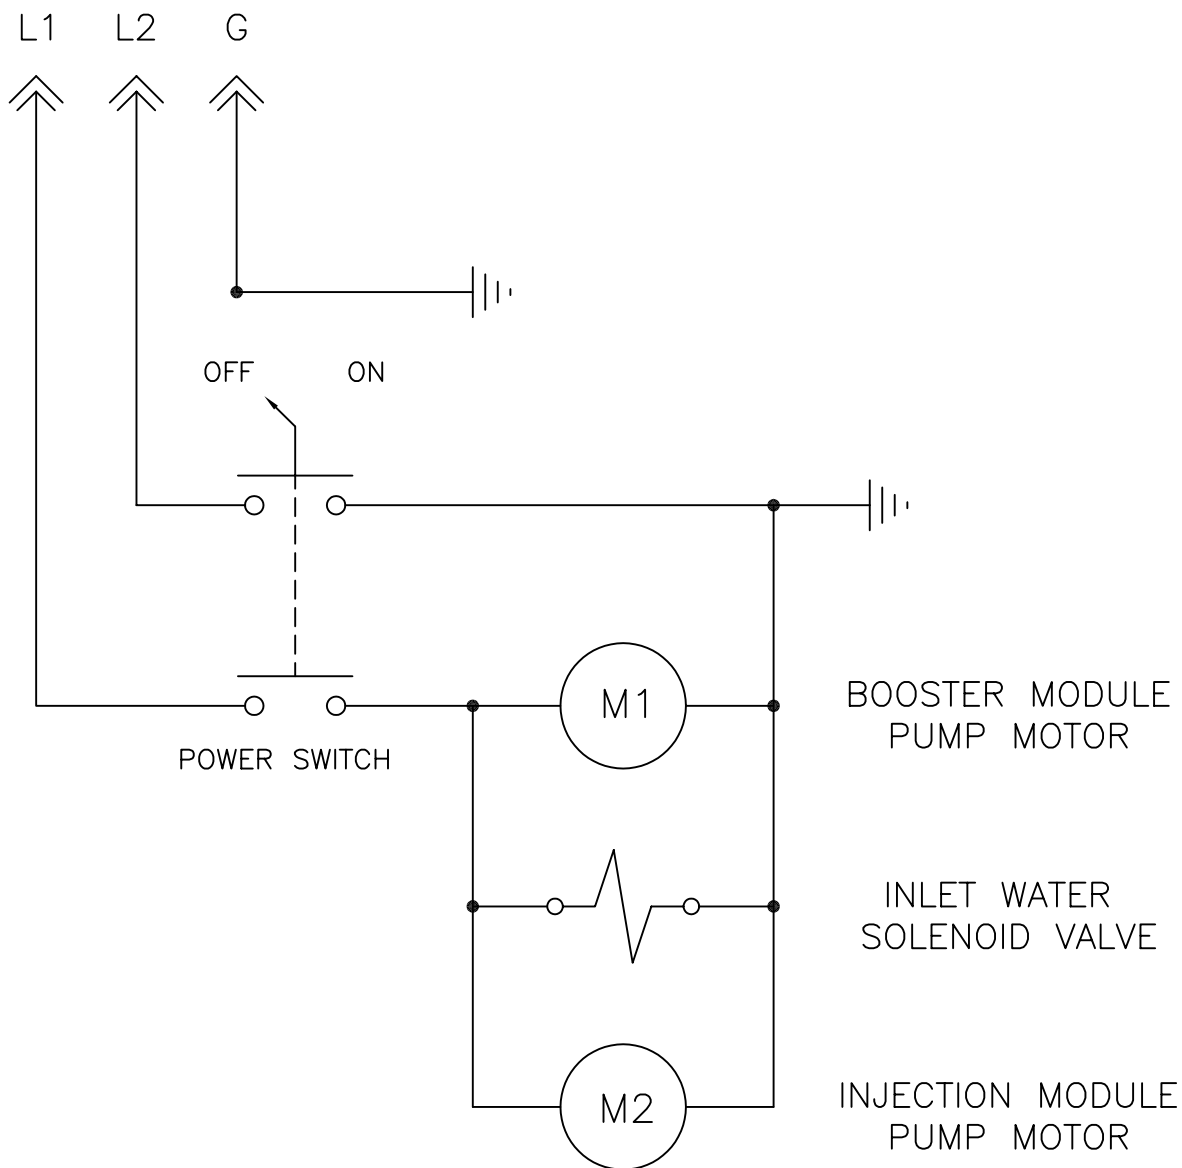 L1 L2 G
OFF ON
POWER SWITCH
M1
BOOSTER MODULE
PUMP MOTOR
INLET WATER
SOLENOID VALVE
M2
INJECTION MODULE
PUMP MOTOR